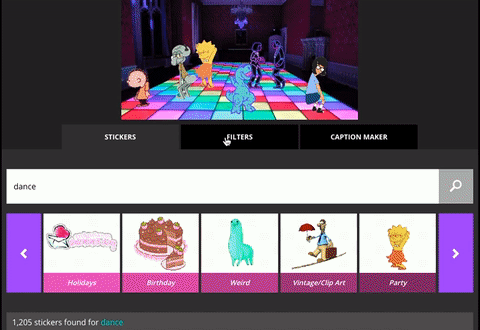 STICKERS
FILTERS
CAPTION MAKER
dance
Holidays
Birthday
Weird
Vintage/Clip Art
Party
1,205 stickers found for dance